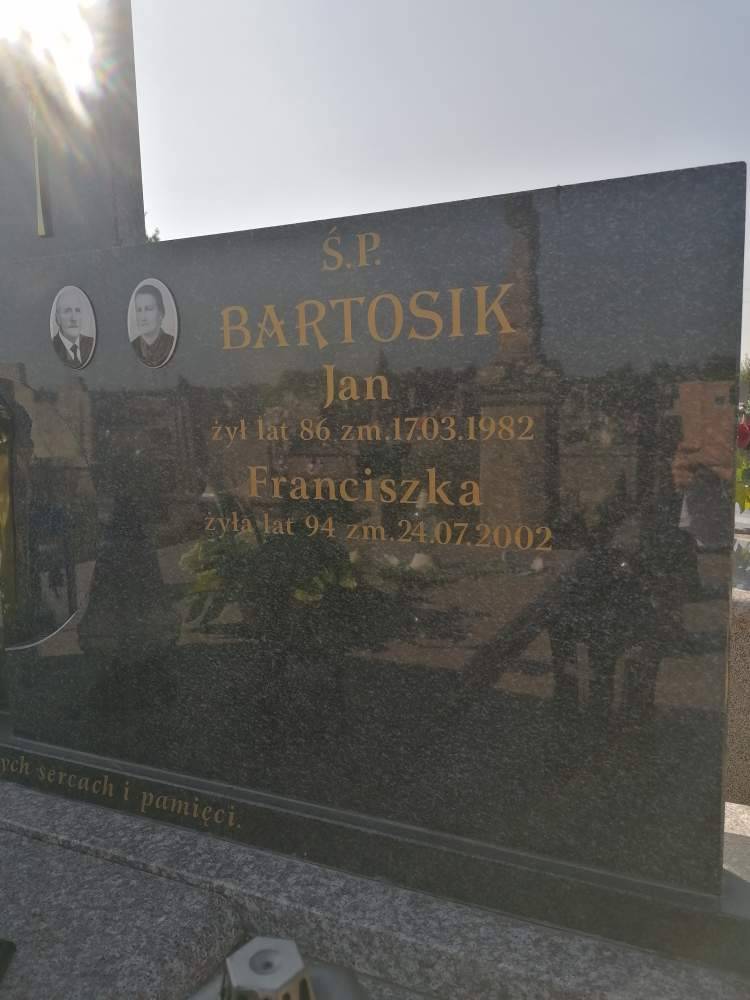 Ś.P.
BARTOSIK
Jan
żył lat 86 zm.17.03.1982
Franciszka
żyła lat 94 zm.24.07.2002
sercach i pamięci.